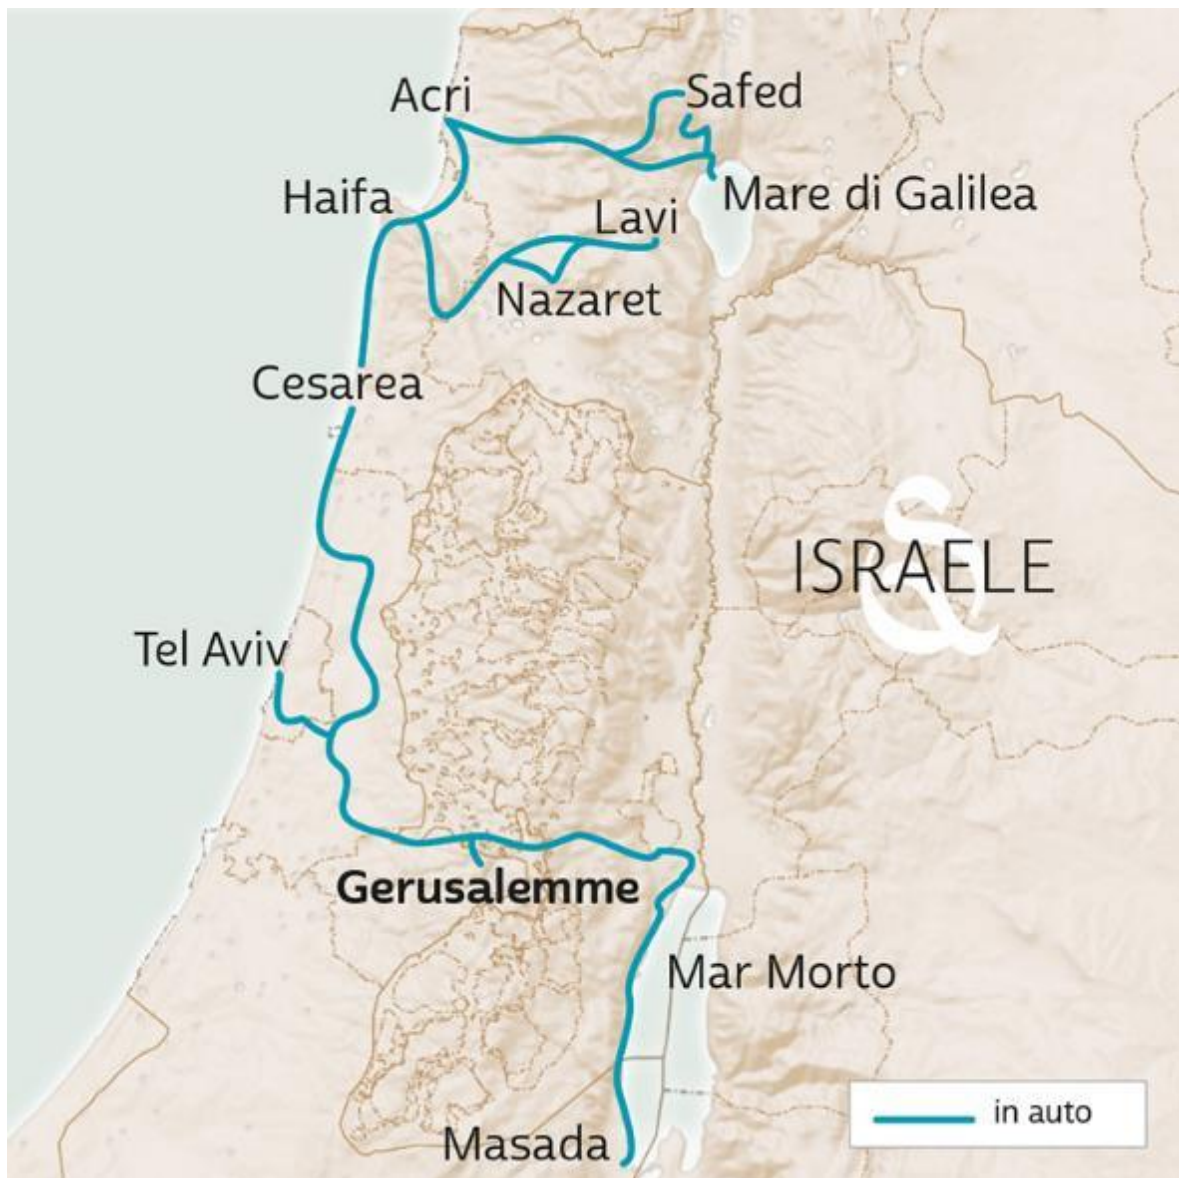 Acri
Safed
Haifa
Mare di Galilea
Lavi
Nazaret
Cesarea
&
ISRAELE
Tel Aviv
Gerusalemme
Mar Morto
in auto
Masada